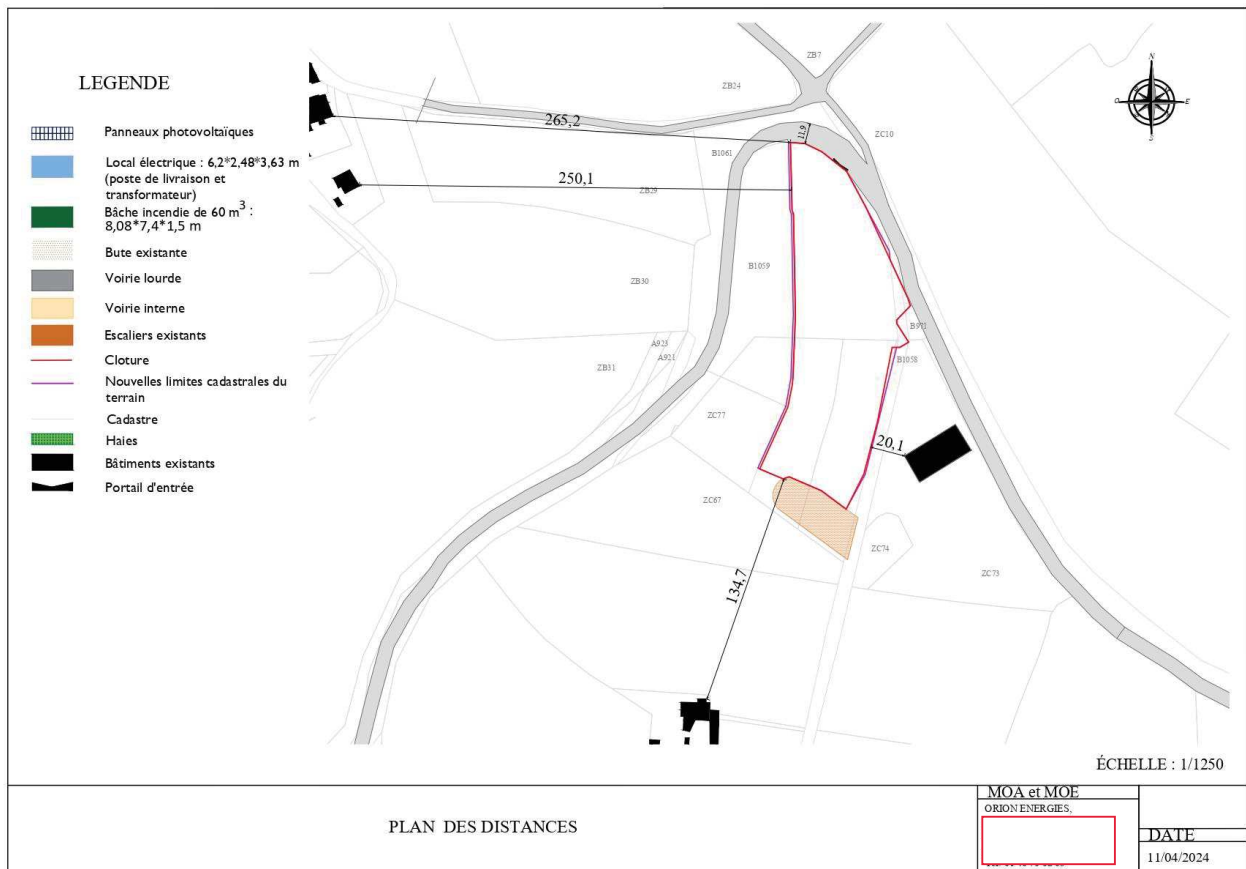 LEGENDE
Panneaux photovoltaïques
Local électrique : 6,2*2,48*3,63 m
(poste de livraison et
transformateur)
Bâche incendie de 60 m³ :
8,08*7,4*1,5 m
Bute existante
Voirie lourde
Voirie interne
Escaliers existants
Cloture
Nouvelles limites cadastrales du
terrain
Cadastre
Haies
Bâtiments existants
Portail d'entrée
ZB7
ZB24
N
O
E
S
265,2
11,9
ZC10
B1061
250,1
ZB29
B1059
ZB30
B971
A923
A921
B1058
ZB31
ZC77
20,1
ZC67
ZC74
ZC73
134,7
ÉCHELLE : 1/1250
PLAN DES DISTANCES
MOA et MOE
ORION ENERGIES,
DATE
11/04/2024